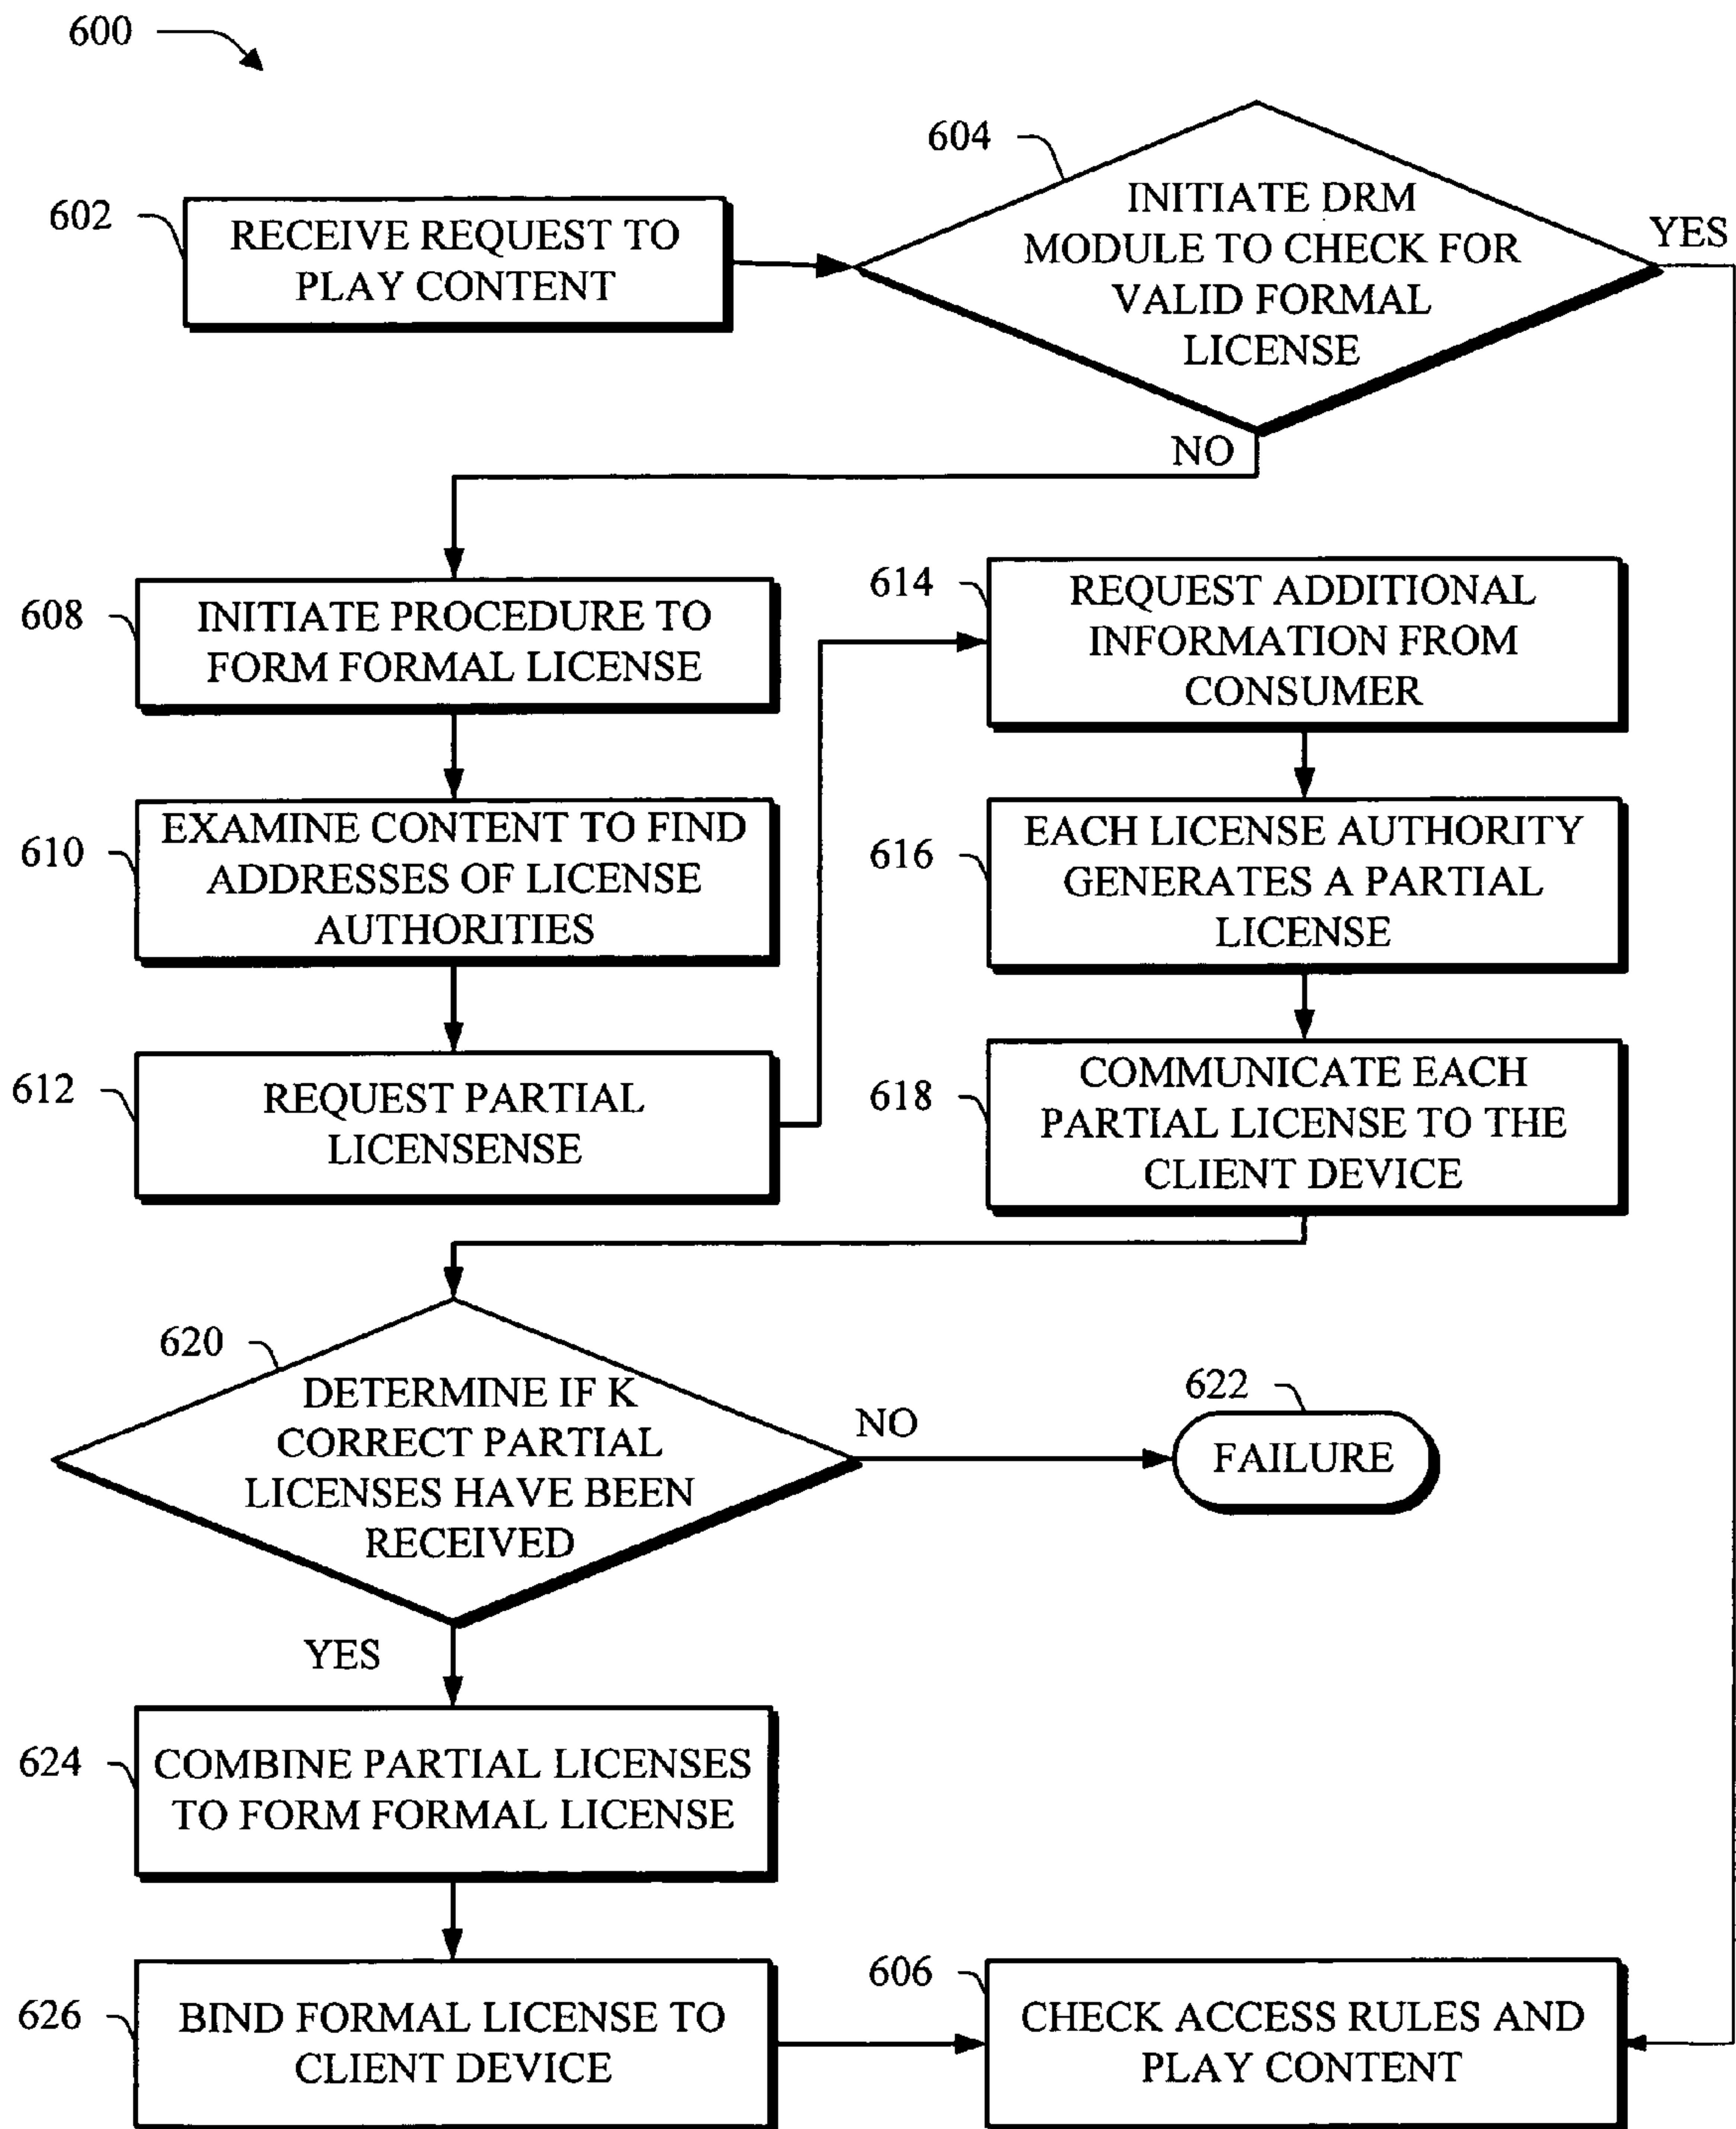 600
604
INITIATE DRM
MODULE TO CHECK FOR
VALID FORMAL
LICENSE
YES
602
RECEIVE REQUEST TO
PLAY CONTENT
NO
608
INITIATE PROCEDURE TO
FORM FORMAL LICENSE
610
EXAMINE CONTENT TO FIND
ADDRESSES OF LICENSE
AUTHORITIES
612
REQUEST PARTIAL
LICENSENSE
614
REQUEST ADDITIONAL
INFORMATION FROM
CONSUMER
616
EACH LICENSE AUTHORITY
GENERATES A PARTIAL
LICENSE
618
COMMUNICATE EACH
PARTIAL LICENSE TO THE
CLIENT DEVICE
620
DETERMINE IF K
CORRECT PARTIAL
LICENSES HAVE BEEN
RECEIVED
NO
622
FAILURE
YES
624
COMBINE PARTIAL LICENSES
TO FORM FORMAL LICENSE
626
BIND FORMAL LICENSE TO
CLIENT DEVICE
606
CHECK ACCESS RULES AND
PLAY CONTENT